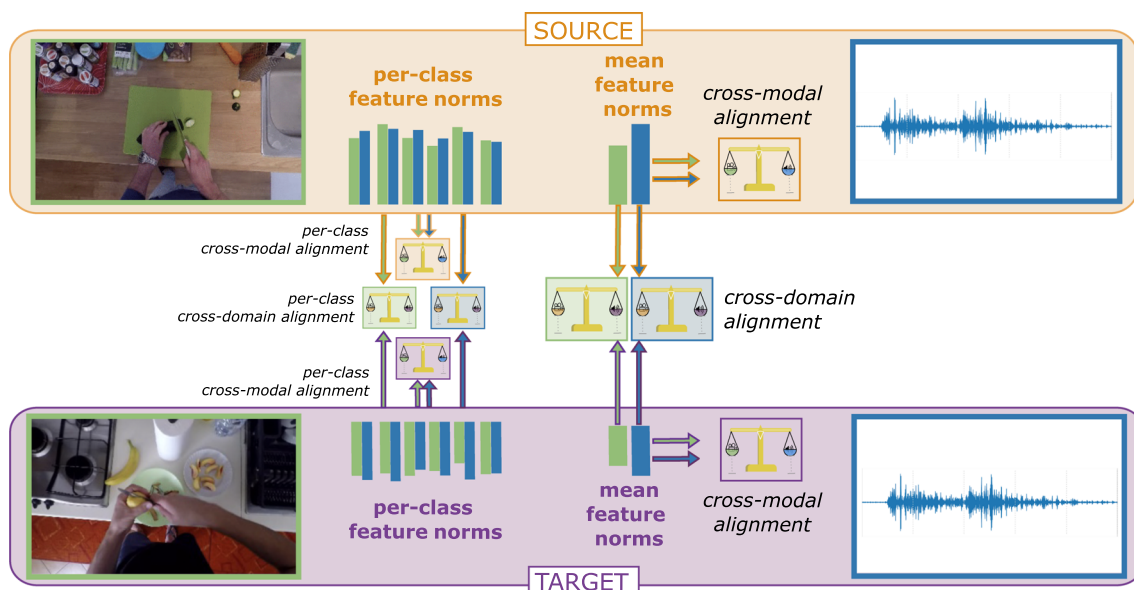 SOURCE
per-class
feature norms
mean
feature
norms
cross-modal
alignment
per-class
cross-modal alignment
per-class
cross-domain alignment
cross-domain
alignment
per-class
cross-modal alignment
per-class
feature norms
mean
feature
norms
cross-modal
alignment
TARGET